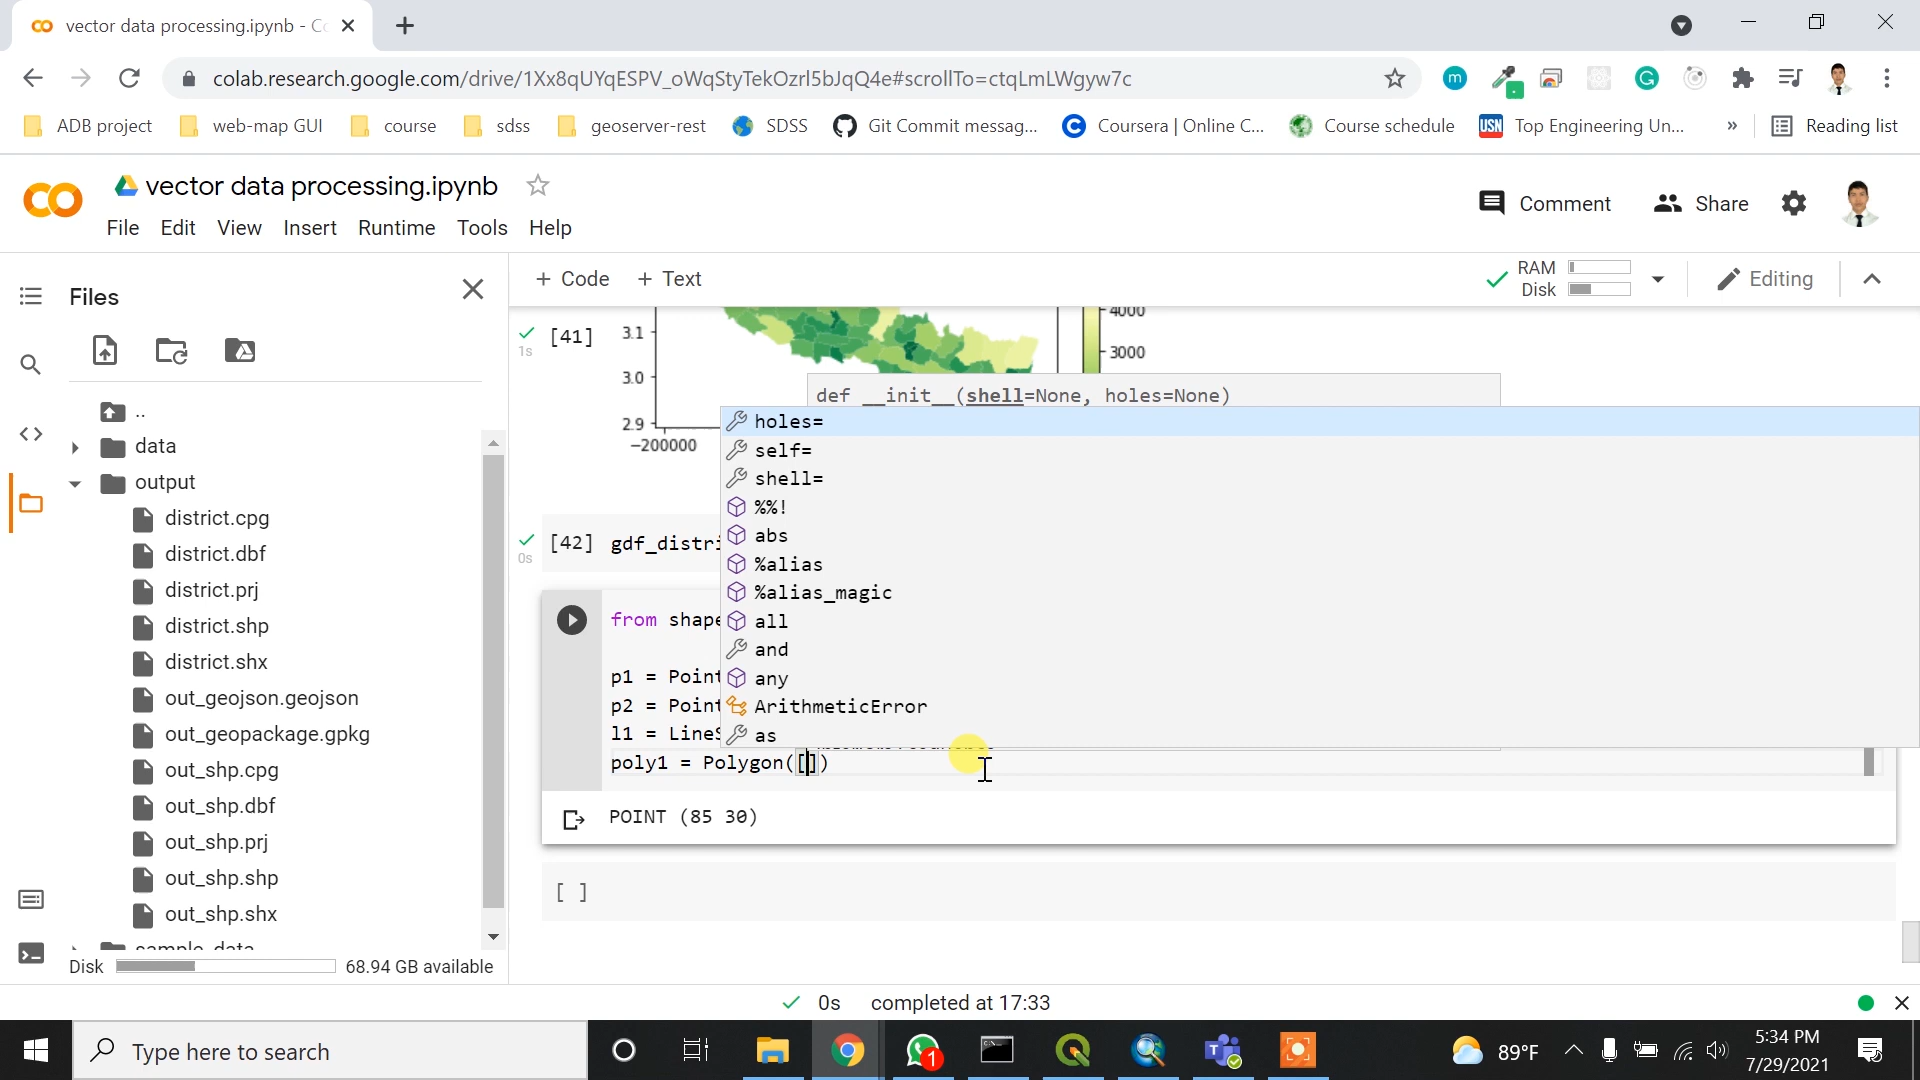 vector data processing.ipynb - Co
colab.research.google.com/drive/1Xx8qUYqESPV_oWqStyTekOzrl5bJqQ4e#scrollTo=ctqLmLWgyw7c
m
G
ADB project
web-map GUI
course
sdss
geoserver-rest
SDSS
Git Commit messag...
Coursera | Online C...
Course schedule
USN
Top Engineering Un...
»
Reading list
vector data processing.ipynb
File Edit View Insert Runtime Tools Help
Comment
Share
Files
+ Code + Text
RAM
Disk
Editing
..
data
output
district.cpg
district.dbf
district.prj
district.shp
district.shx
out_geojson.geojson
out_geopackage.gpkg
out_shp.cpg
out_shp.dbf
out_shp.prj
out_shp.shp
out_shp.shx
sample_data
Disk
68.94 GB available
1s
[41]
3.1
3.0
2.9
−200000
4000
3000
def __init__(shell=None, holes=None)
holes=
self=
shell=
%%!
abs
%alias
%alias_magic
all
and
any
ArithmeticError
as
0s
[42] gdf_distri
from shape
p1 = Point
p2 = Point
l1 = LineS
poly1 = Polygon([])
POINT (85 30)
[ ]
0s completed at 17:33
Type here to search
1
89°F
5:34 PM
7/29/2021